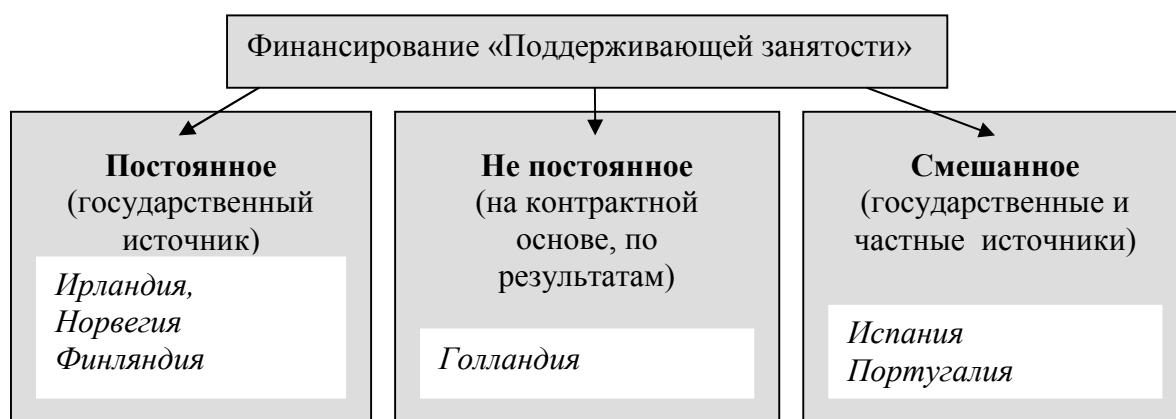 Финансирование «Поддерживающей занятости»
Постоянное
(государственный
источник)
Ирландия,
Норвегия
Финляндия
Не постоянное
(на контрактной
основе, по
результатам)
Голландия
Смешанное
(государственные и
частные источники)
Испания
Португалия